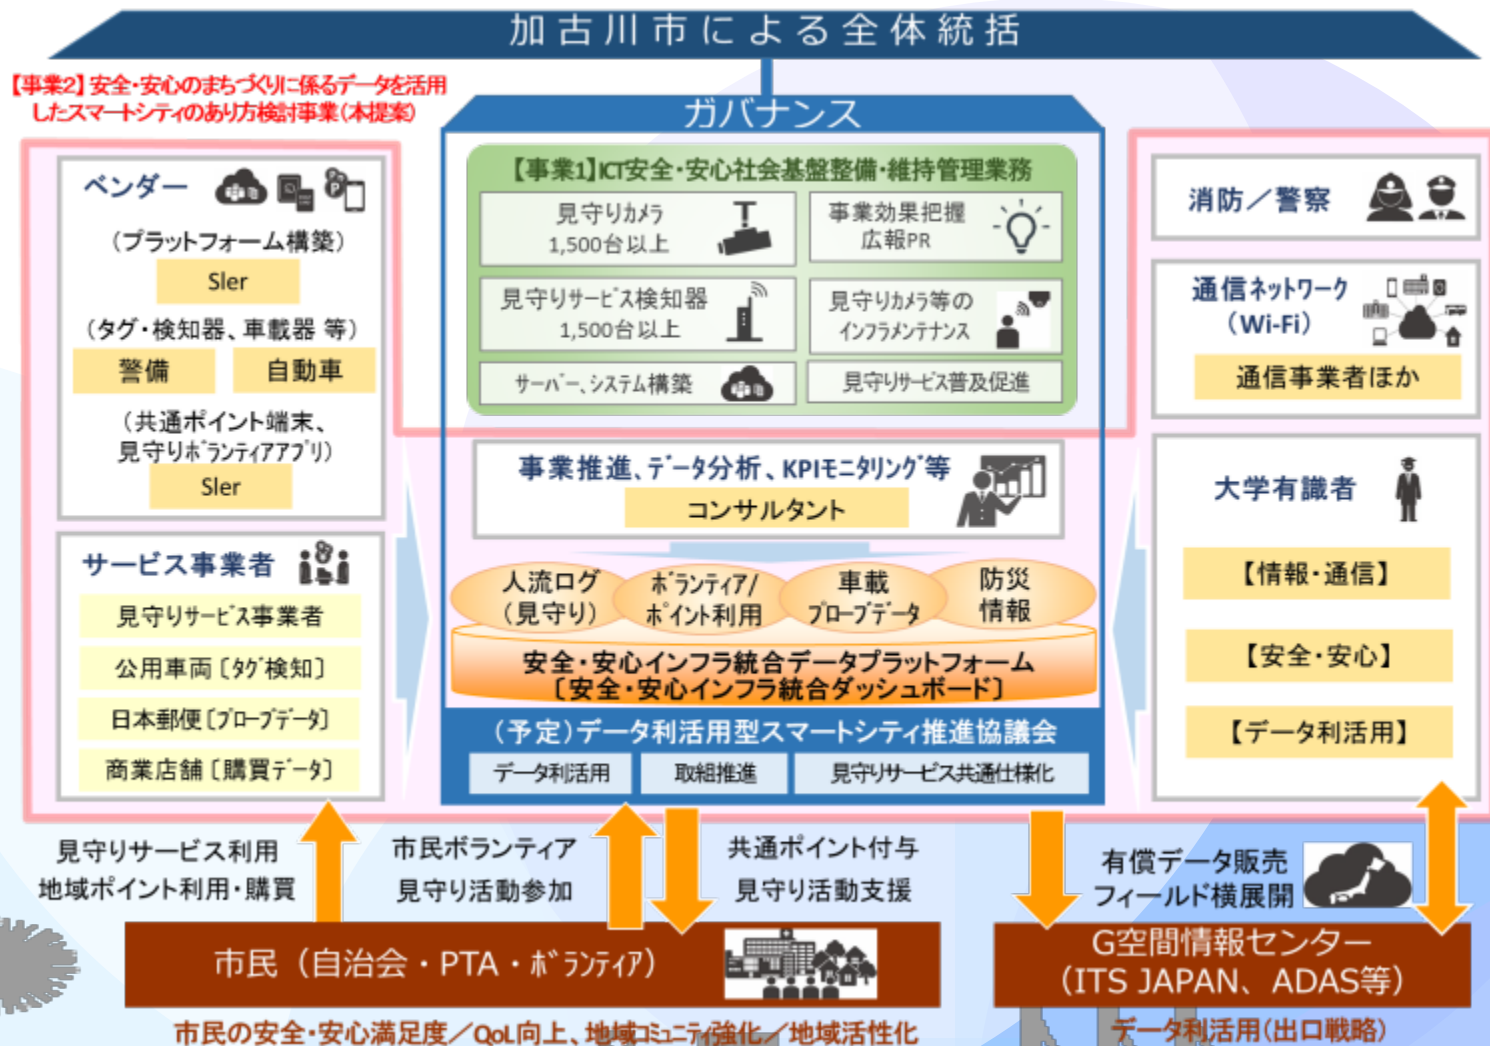 加古川市による全体統括
【事業2】安全・安心のまちづくりに係るデータを活用
したスマートシティのあり方検討事業(本提案)
ガバナンス
【事業1】ICT安全・安心社会基盤整備・維持管理業務
見守りカメラ
1,500台以上
事業効果把握
広報PR
見守りサービス検知器
1,500台以上
見守りカメラ等の
インフラメンテナンス
サーバー、システム構築
見守りサービス普及促進
ベンダー
(プラットフォーム構築)
SIer
(タグ・検知器、車載器 等)
警備
自動車
(共通ポイント端末、
見守りボランティアアプリ)
SIer
サービス事業者
見守りサービス事業者
公用車両〔タグ検知〕
日本郵便〔プローブデータ〕
商業店舗〔購買データ〕
事業推進、データ分析、KPIモニタリング等
コンサルタント
人流ログ
(見守り)
ボランティア/
ポイント利用
車載
プローブデータ
防災
情報
安全・安心インフラ統合データプラットフォーム
〔安全・安心インフラ統合ダッシュボード〕
(予定)データ利活用型スマートシティ推進協議会
データ利活用
取組推進
見守りサービス共通仕様化
消防/警察
通信ネットワーク
(Wi-Fi)
通信事業者ほか
大学有識者
【情報・通信】
【安全・安心】
【データ利活用】
見守りサービス利用
地域ポイント利用・購買
市民ボランティア
見守り活動参加
共通ポイント付与
見守り活動支援
有償データ販売
フィールド横展開
市民(自治会・PTA・ボランティア)
G空間情報センター
(ITS JAPAN、ADAS等)
市民の安全・安心満足度/QoL向上、地域コミュニティ強化/地域活性化
データ利活用(出口戦略)